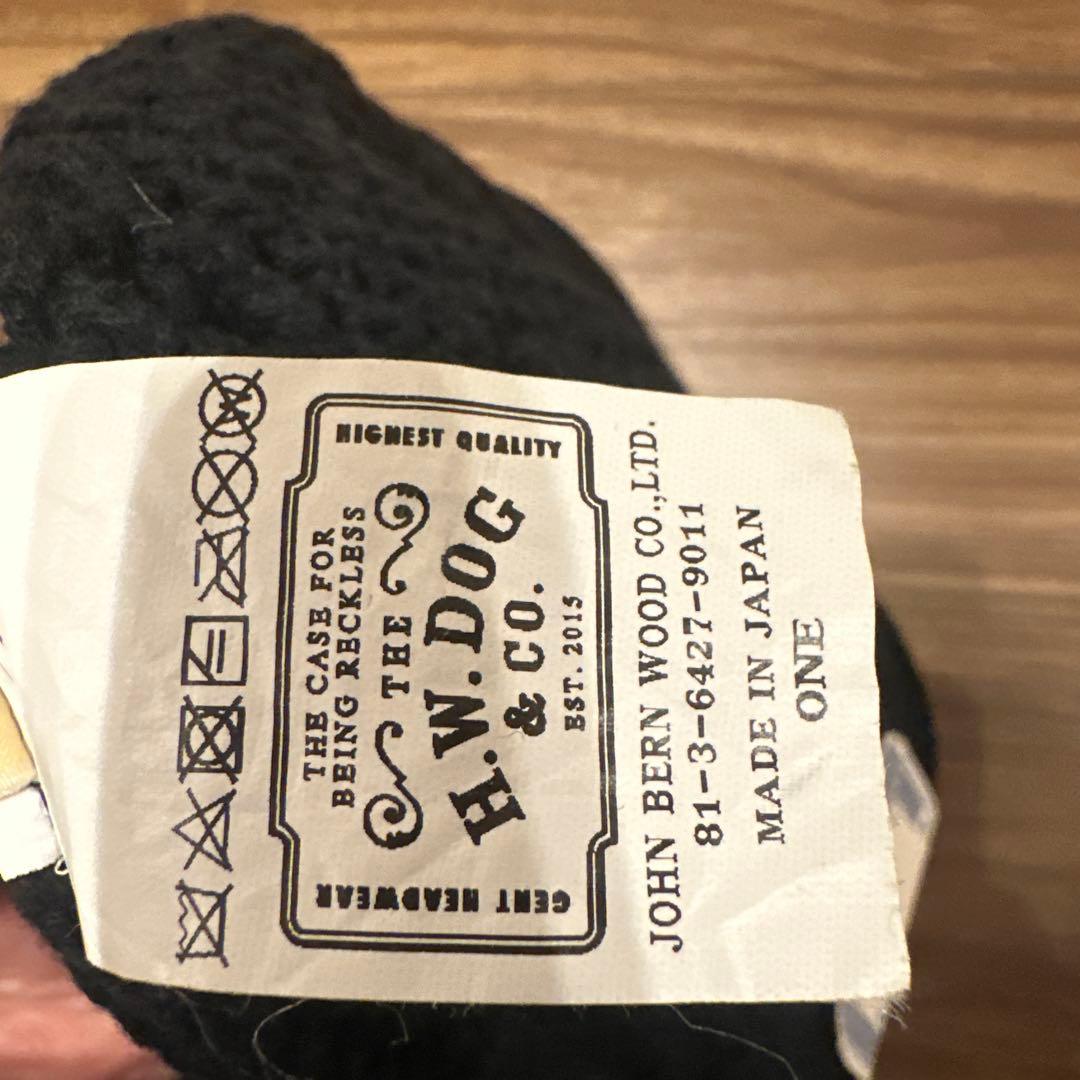 HIGHEST QUALITY
THE CASE FOR
BEING RECKLESS
THE
H.W.DOG
& CO.
EST. 2015
GENT HEADWEAR
JOHN BERN WOOD CO.,LTD.
81-3-6427-9011
MADE IN JAPAN
ONE